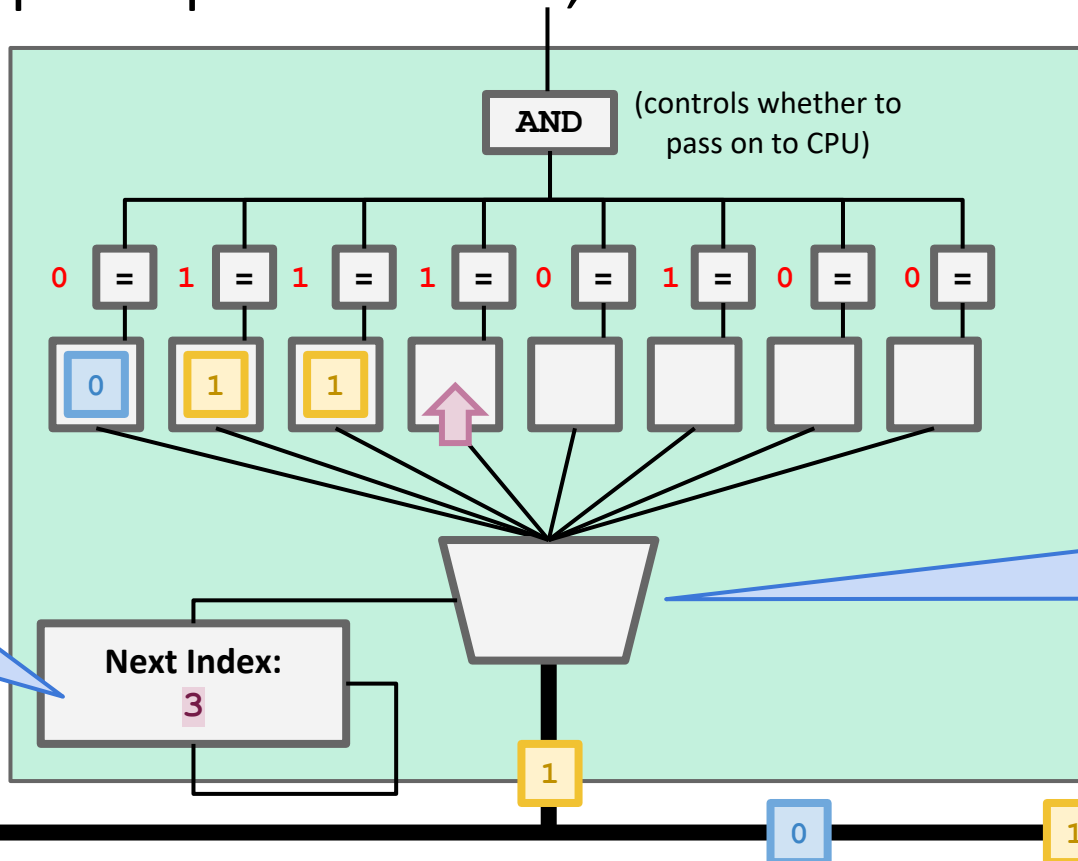 AND
(controls whether to
pass on to CPU)
0 = 1 = 1 = 1 = 0 = 1 = 0 = 0 =
0 1 1
Next Index:
3
1
0 1